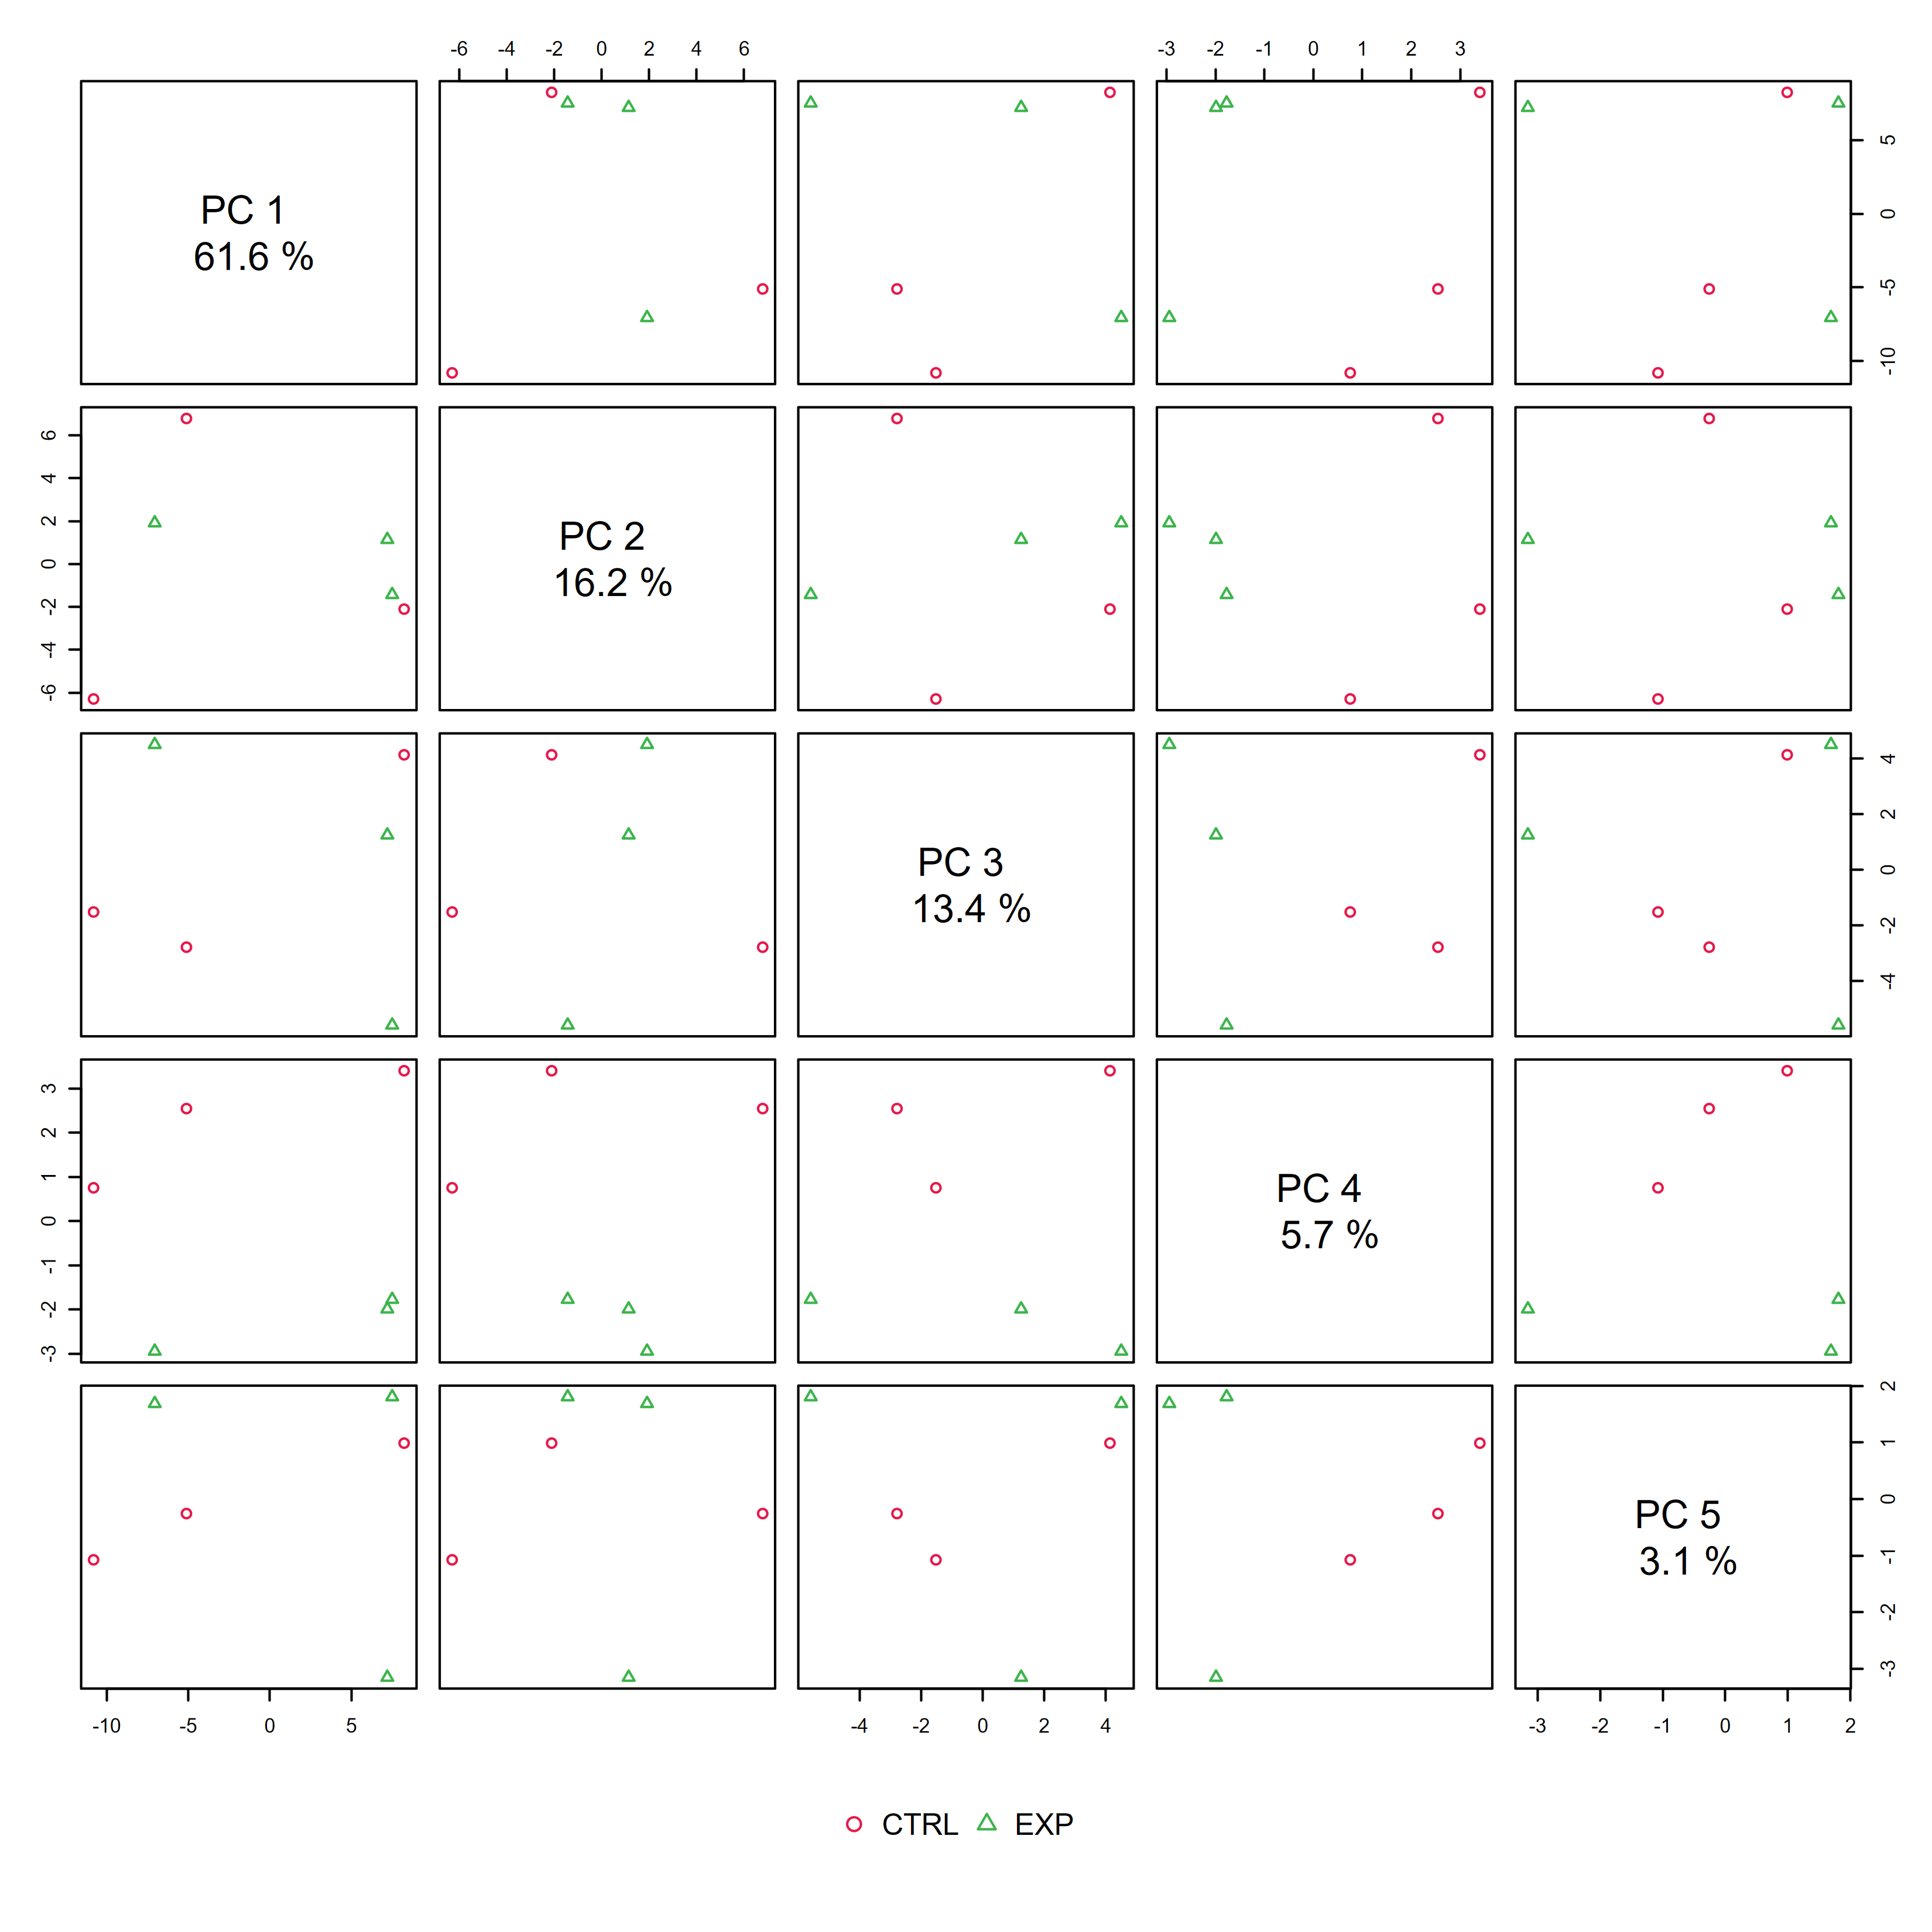 -6 -4 -2 0 2 4 6
-3 -2 -1 0 1 2 3
PC 1
61.6 %
5 0 -5 -10
6 4 2 0 -2 -4 -6
PC 2
16.2 %
PC 3
13.4 %
4 2 0 -2 -4
3 2 1 0 -1 -2 -3
PC 4
5.7 %
PC 5
3.1 %
2 1 0 -1 -2 -3
-10 -5 0 5
-4 -2 0 2 4
-3 -2 -1 0 1 2
CTRL EXP